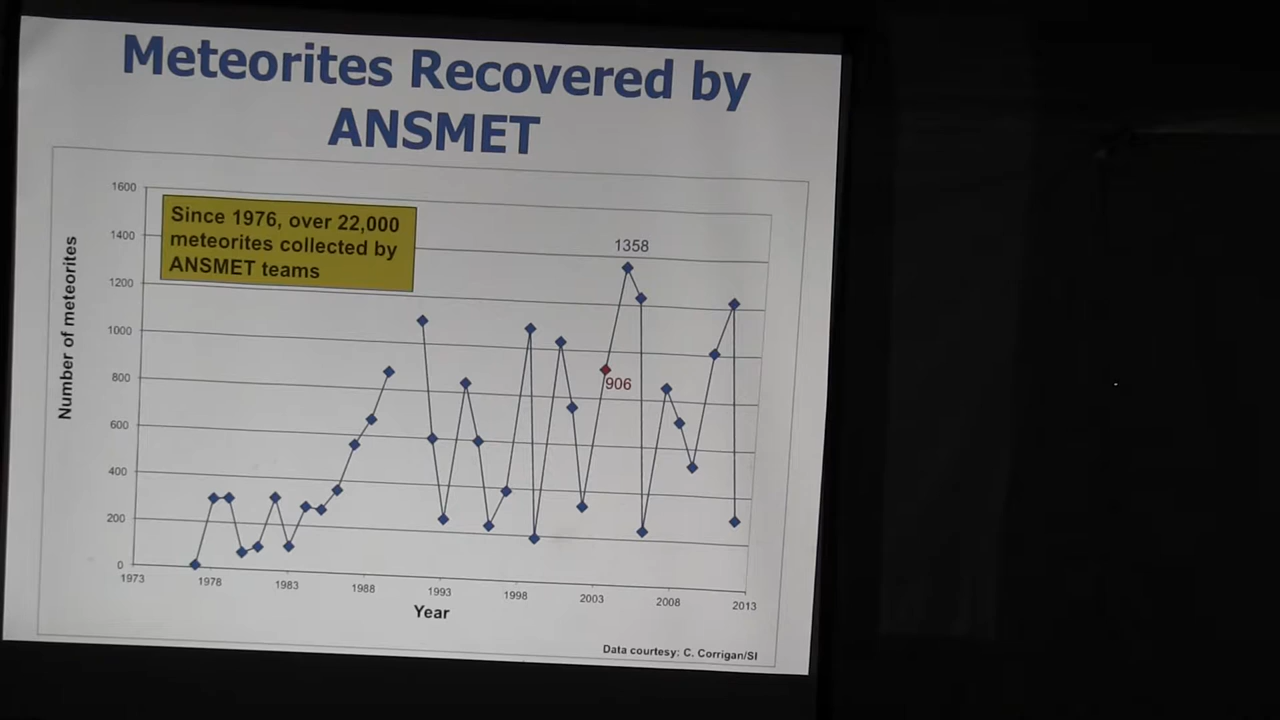 Meteorites Recovered by
ANSMET
Since 1976, over 22,000
meteorites collected by
ANSMET teams
Number of meteorites
1600
1400
1200
1000
800
600
400
200
0
1358
906
1973
1978
1983
1988
1993
1998
2003
2008
2013
Year
Data courtesy: C. Corrigan/SI